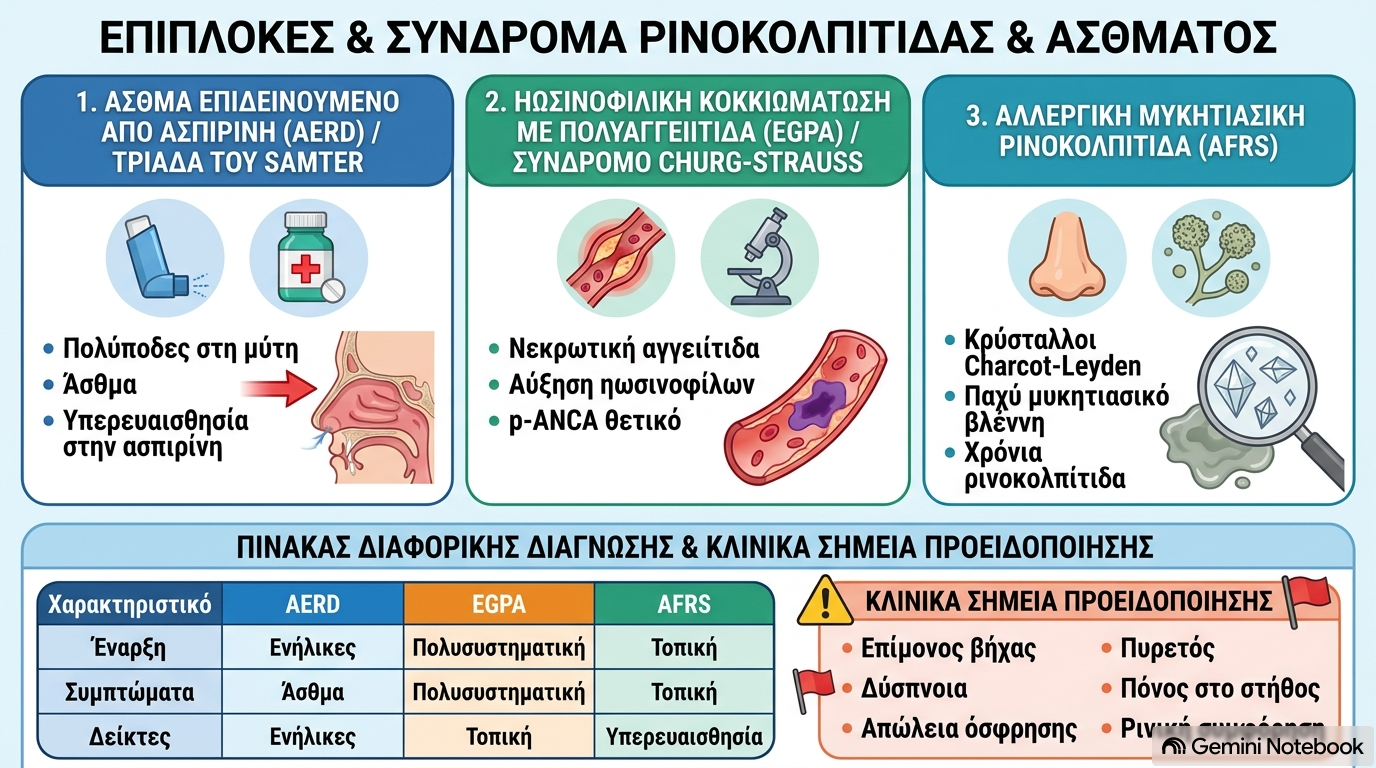 ΕΠΙΠΛΟΚΕΣ & ΣΥΝΔΡΟΜΑ ΡΙΝΟΚΟΛΠΙΤΙΔΑΣ & ΑΣΘΜΑΤΟΣ
1. ΑΣΘΜΑ ΕΠΙΔΕΙΝΟΥΜΕΝΟ
ΑΠΟ ΑΣΠΙΡΙΝΗ (AERD) /
ΤΡΙΑΔΑ ΤΟΥ SAMTER
• Πολύποδες στη μύτη
• Άσθμα
• Υπερευαισθησία
στην ασπιρίνη
2. ΗΩΣΙΝΟΦΙΛΙΚΗ ΚΟΚΚΙΩΜΑΤΩΣΗ
ΜΕ ΠΟΛΥΑΓΓΕΙΙΤΙΔΑ (EGPA) /
ΣΥΝΔΡΟΜΟ CHURG-STRAUSS
• Νεκρωτική αγγειίτιδα
• Αύξηση ηωσινοφίλων
• p-ANCA θετικό
3. ΑΛΛΕΡΓΙΚΗ ΜΥΚΗΤΙΑΣΙΚΗ
ΡΙΝΟΚΟΛΠΙΤΙΔΑ (AFRS)
• Κρύσταλλοι
Charcot-Leyden
• Παχύ μυκητιασικό
βλέννη
• Χρόνια
ρινοκολπίτιδα
ΠΙΝΑΚΑΣ ΔΙΑΦΟΡΙΚΗΣ ΔΙΑΓΝΩΣΗΣ & ΚΛΙΝΙΚΑ ΣΗΜΕΙΑ ΠΡΟΕΙΔΟΠΟΙΗΣΗΣ
Χαρακτηριστικό AERD EGPA AFRS
Έναρξη Ενήλικες Πολυσυστηματική Τοπική
Συμπτώματα Άσθμα Πολυσυστηματική Τοπική
Δείκτες Ενήλικες Τοπική Υπερευαισθησία
ΚΛΙΝΙΚΑ ΣΗΜΕΙΑ ΠΡΟΕΙΔΟΠΟΙΗΣΗΣ
• Επίμονος βήχας
• Δύσπνοια
• Απώλεια όσφρησης
• Πυρετός
• Πόνος στο στήθος
• Ρινική συμφόρηση
Gemini Notebook